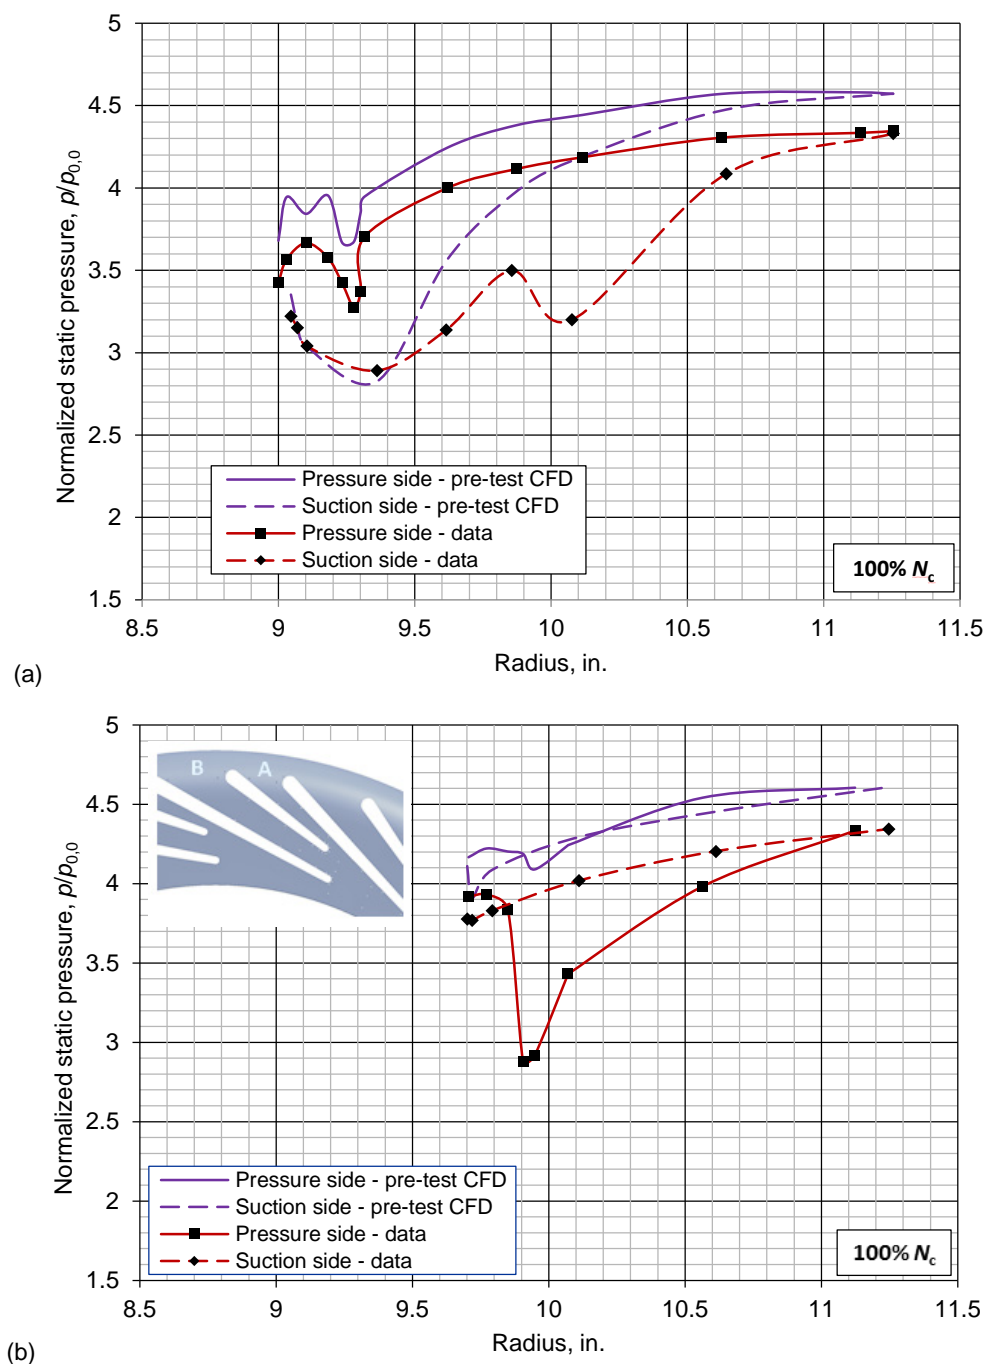 5
4.5
4
3.5
3
2.5
2
1.5
Normalized static pressure, p/p0,0
Pressure side - pre-test CFD
Suction side - pre-test CFD
Pressure side - data
Suction side - data
100% Nc
8.5 9 9.5 10 10.5 11 11.5
Radius, in.
(a)
5
4.5
4
3.5
3
2.5
2
1.5
Normalized static pressure, p/p0,0
B A
Pressure side - pre-test CFD
Suction side - pre-test CFD
Pressure side - data
Suction side - data
100% Nc
8.5 9 9.5 10 10.5 11 11.5
Radius, in.
(b)